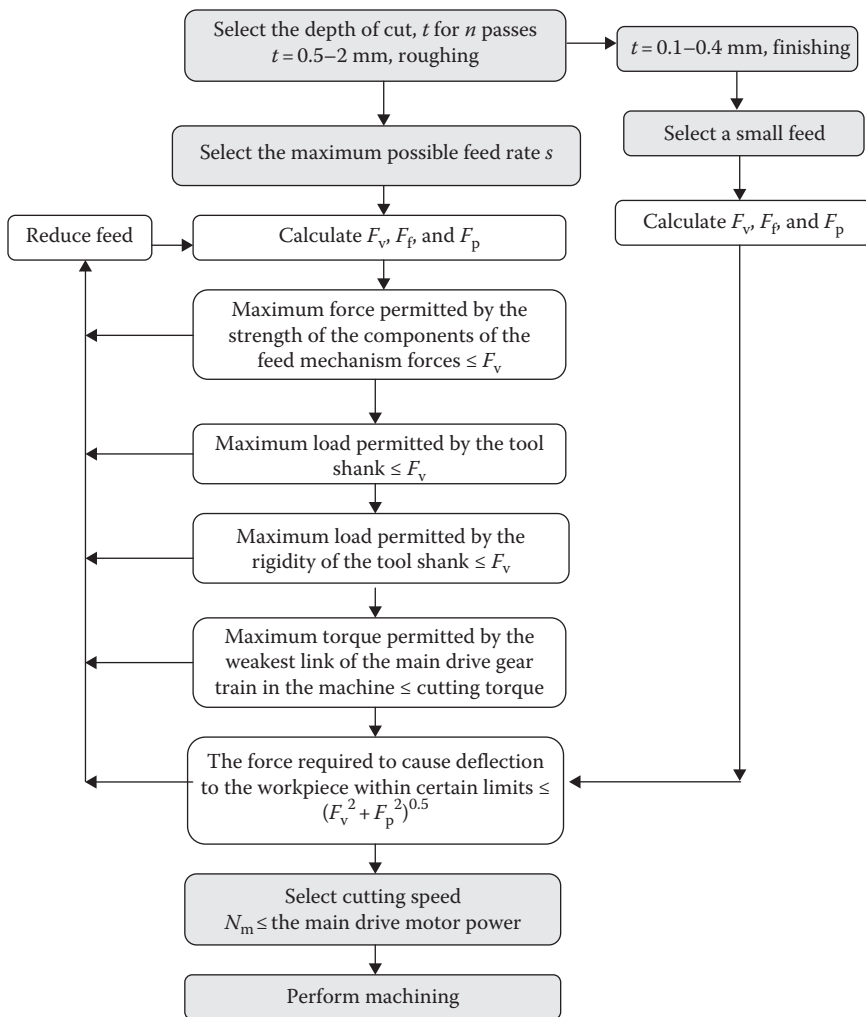 Select the depth of cut, t for n passes
t = 0.5–2 mm, roughing
t = 0.1–0.4 mm, finishing
Select the maximum possible feed rate s
Select a small feed
Reduce feed
Calculate Fv, Ff, and Fp
Calculate Fv, Ff, and Fp
Maximum force permitted by the
strength of the components of the
feed mechanism forces ≤ Fv
Maximum load permitted by the tool
shank ≤ Fv
Maximum load permitted by the
rigidity of the tool shank ≤ Fv
Maximum torque permitted by the
weakest link of the main drive gear
train in the machine ≤ cutting torque
The force required to cause deflection
to the workpiece within certain limits ≤
(Fv² + Fp²)^0.5
Select cutting speed
Nm ≤ the main drive motor power
Perform machining